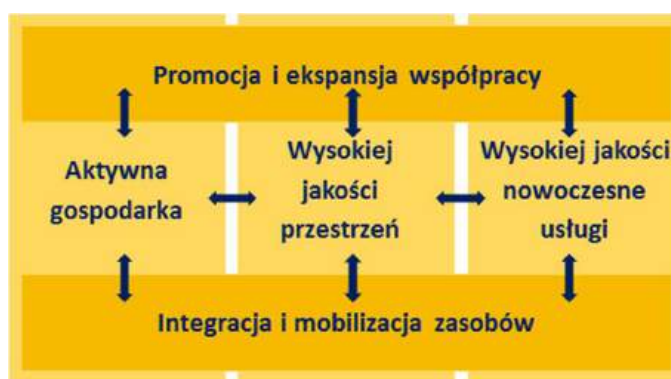 Promocja i ekspansja współpracy
Aktywna
gospodarka
Wysokiej
jakości
przestrzeń
Wysokiej jakości
nowoczesne
usługi
Integracja i mobilizacja zasobów